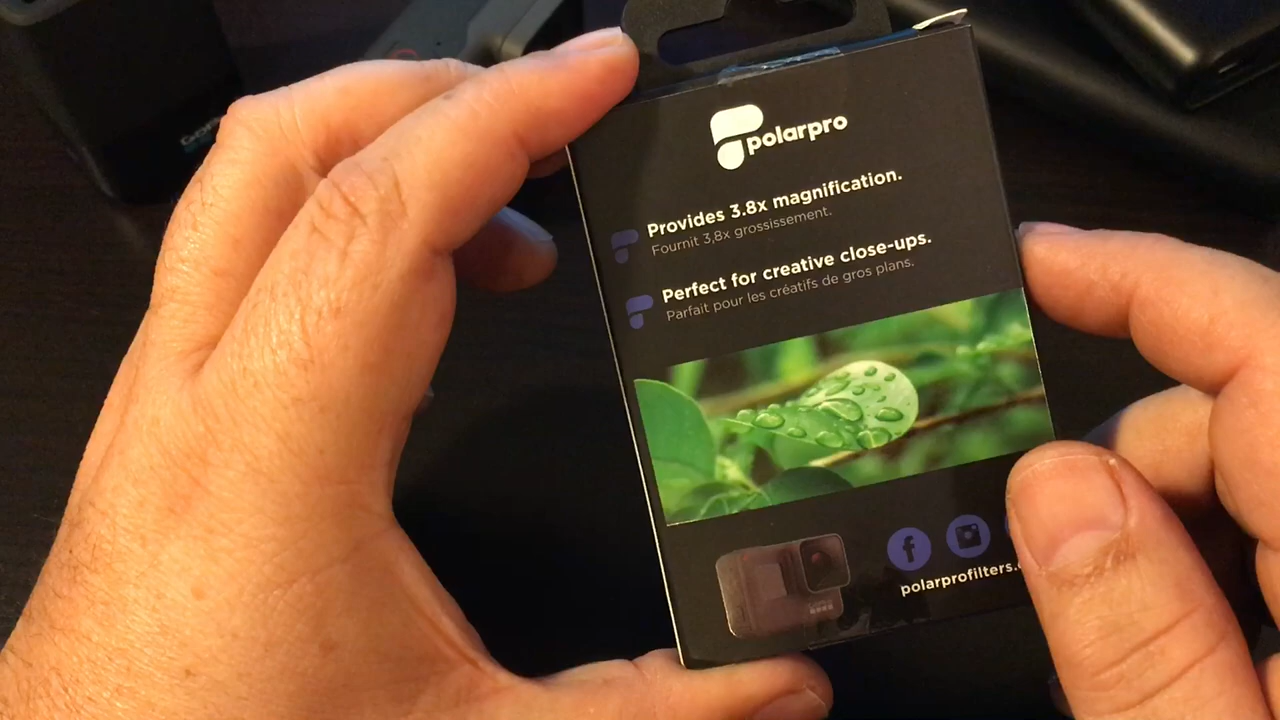 polarpro
Provides 3.8x magnification.
Fournit 3,8x grossissement.
Perfect for creative close-ups.
Parfait pour les créatifs de gros plans.
polarprofilters.